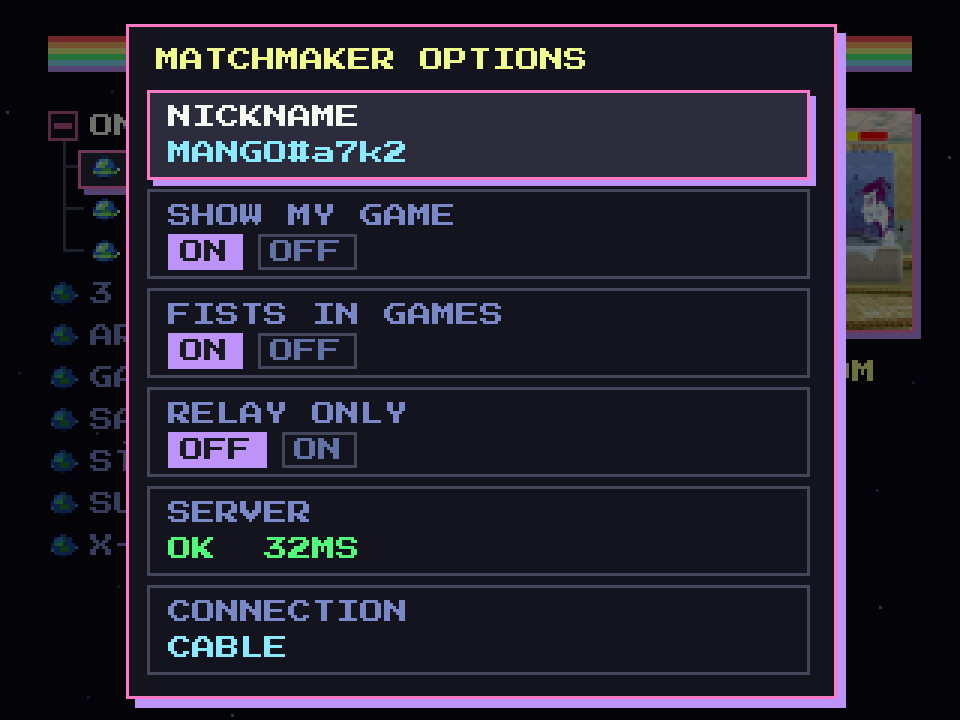 MATCHMAKER OPTIONS
NICKNAME
MANGO#a7k2
SHOW MY GAME
ON OFF
FISTS IN GAMES
ON OFF
RELAY ONLY
OFF ON
SERVER
OK 32MS
CONNECTION
CABLE
3